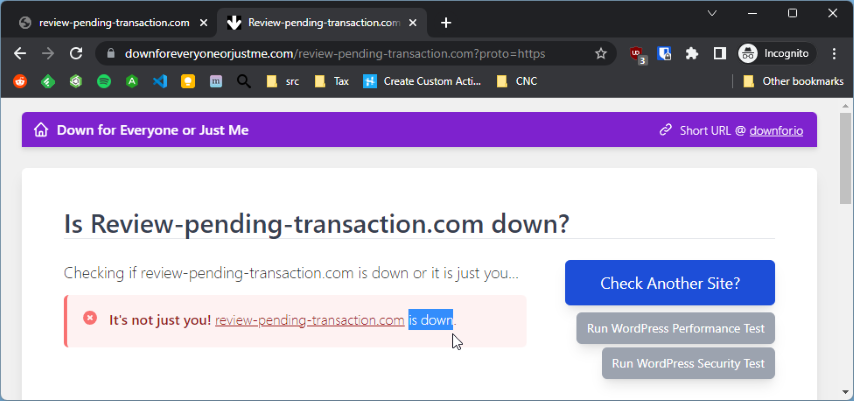 review-pending-transaction.com
Review-pending-transaction.com
downforeveryoneorjustme.com/review-pending-transaction.com?proto=https
3
Incognito
src
Tax
Create Custom Acti...
CNC
Other bookmarks
Down for Everyone or Just Me
Short URL @ downfor.io
Is Review-pending-transaction.com down?
Checking if review-pending-transaction.com is down or it is just you...
It's not just you! review-pending-transaction.com is down.
Check Another Site?
Run WordPress Performance Test
Run WordPress Security Test